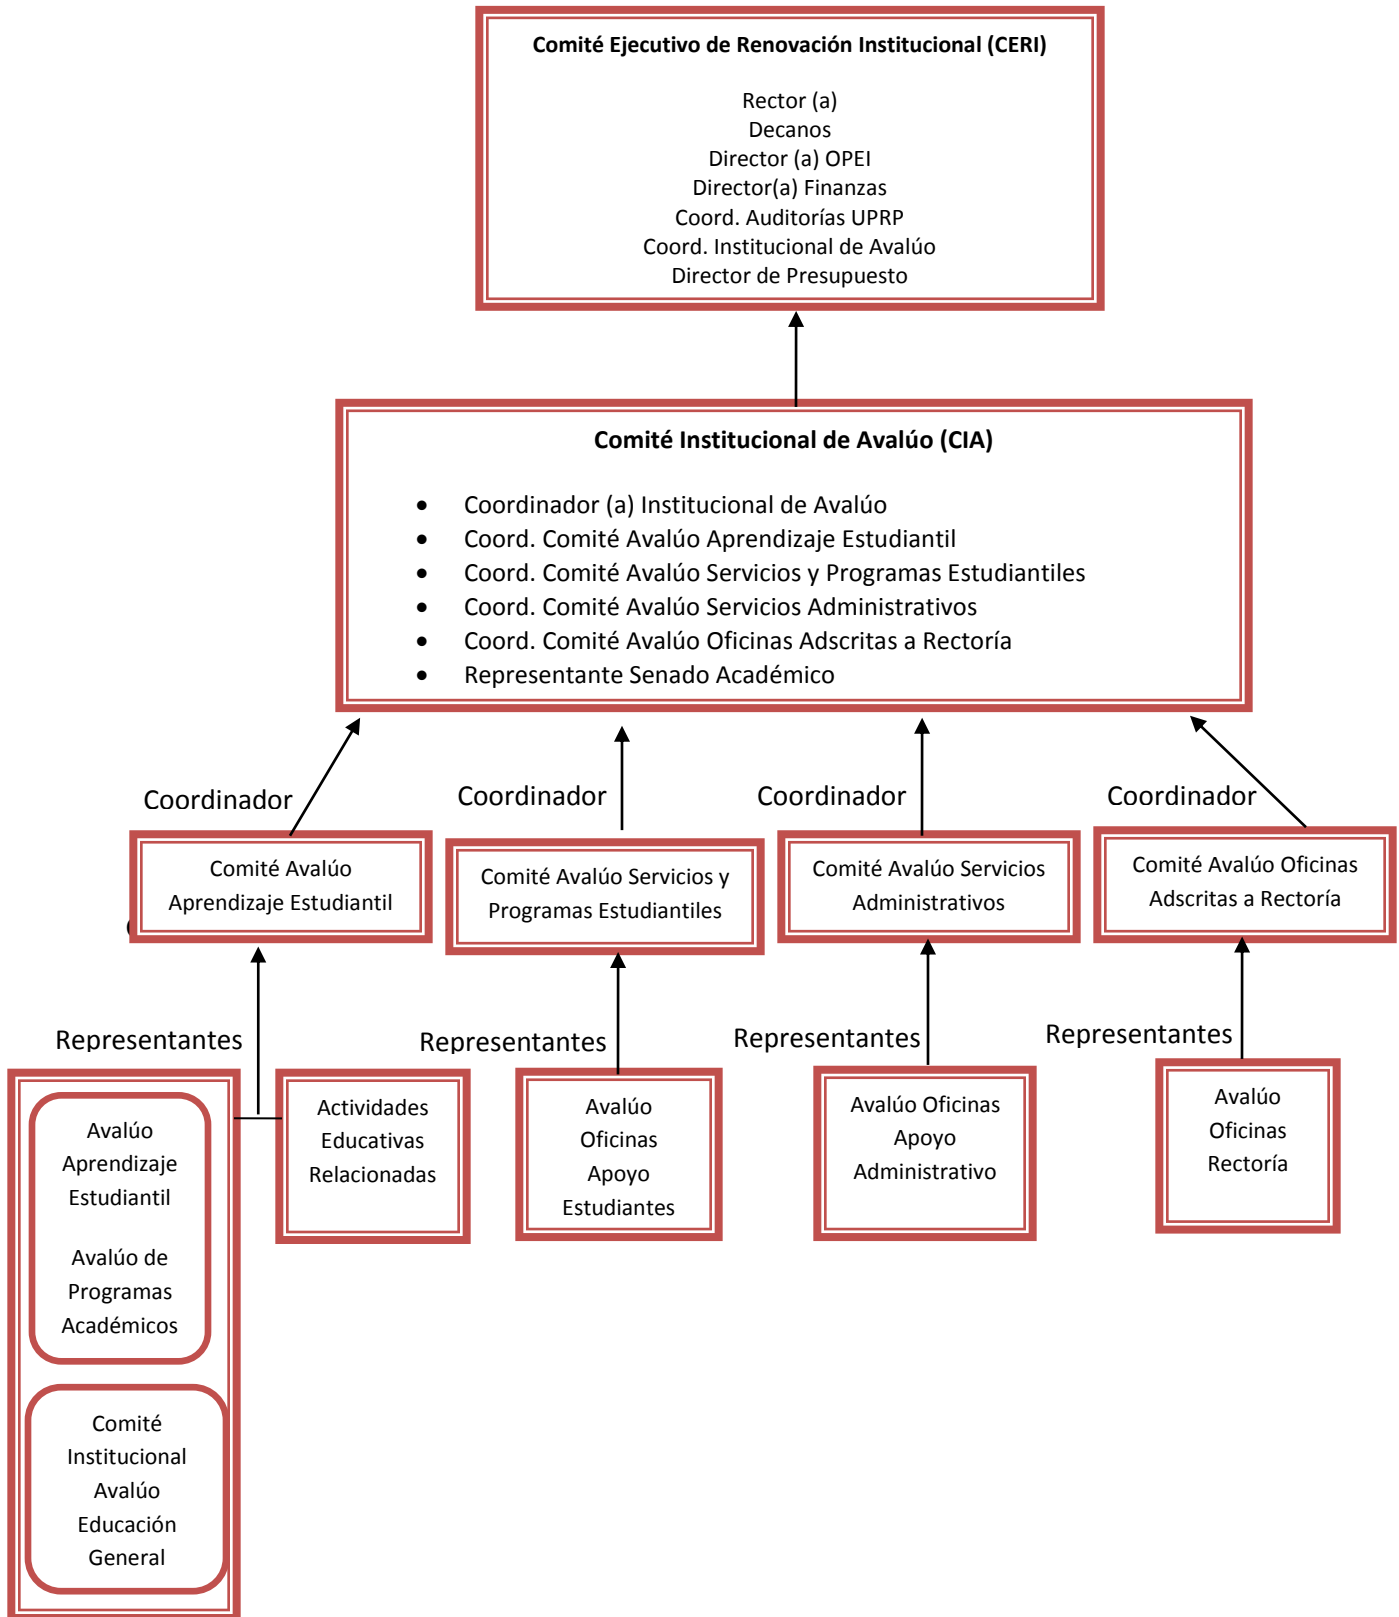 Comité Ejecutivo de Renovación Institucional (CERI)
Rector (a)
Decanos
Director (a) OPEI
Director(a) Finanzas
Coord. Auditorías UPRP
Coord. Institucional de Avalúo
Director de Presupuesto
Comité Institucional de Avalúo (CIA)
• Coordinador (a) Institucional de Avalúo
• Coord. Comité Avalúo Aprendizaje Estudiantil
• Coord. Comité Avalúo Servicios y Programas Estudiantiles
• Coord. Comité Avalúo Servicios Administrativos
• Coord. Comité Avalúo Oficinas Adscritas a Rectoría
• Representante Senado Académico
Coordinador
Coordinador
Coordinador
Coordinador
Comité Avalúo
Aprendizaje Estudiantil
Comité Avalúo Servicios y
Programas Estudiantiles
Comité Avalúo Servicios
Administrativos
Comité Avalúo Oficinas
Adscritas a Rectoría
Representantes
Representantes
Representantes
Representantes
Avalúo
Aprendizaje
Estudiantil
Avalúo de
Programas
Académicos
Comité
Institucional
Avalúo
Educación
General
Actividades
Educativas
Relacionadas
Avalúo
Oficinas
Apoyo
Estudiantes
Avalúo Oficinas
Apoyo
Administrativo
Avalúo
Oficinas
Rectoría